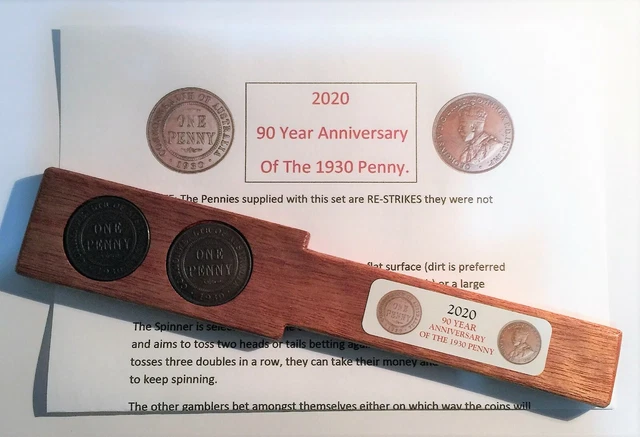 COMMONWEALTH OF AUSTRALIA
ONE
PENNY
1930
2020
90 Year Anniversary
Of The 1930 Penny.
The Pennies supplied with this set are RE-STRIKES they were not
flat surface (dirt is preferred
or a large
ONE
PENNY
1930
ONE
PENNY
1930
ONE
PENNY
2020
90 YEAR
ANNIVERSARY
OF THE 1930 PENNY
The Spinner is
and aims to toss two heads or tails betting
tosses three doubles in a row, they can take their money
to keep spinning.
The other gamblers bet amongst themselves either on which way the coins will